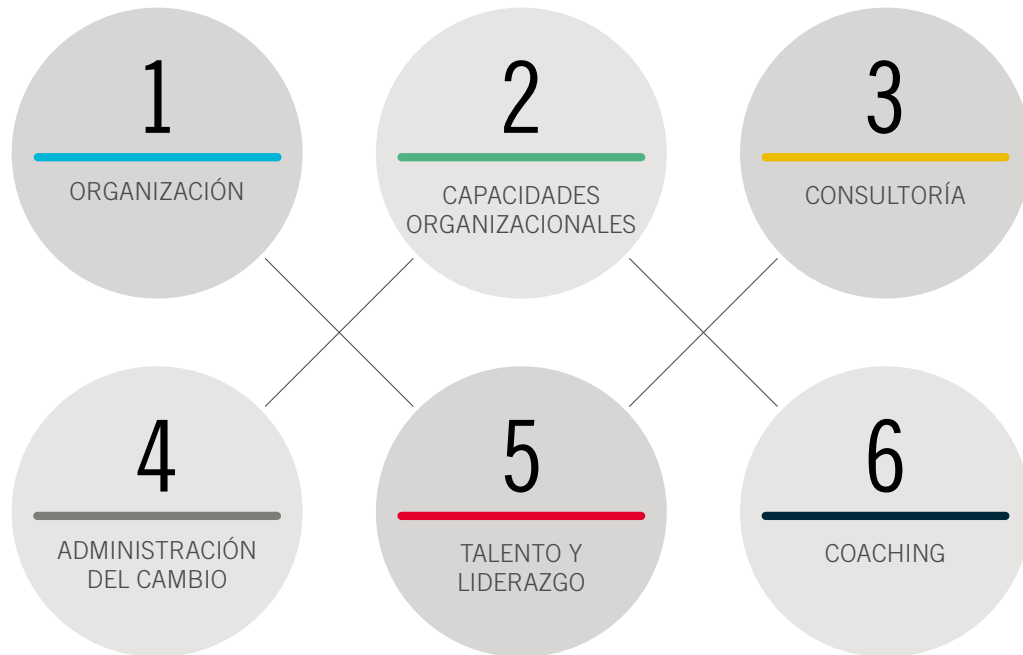 1
ORGANIZACIÓN
2
CAPACIDADES
ORGANIZACIONALES
3
CONSULTORÍA
4
ADMINISTRACIÓN
DEL CAMBIO
5
TALENTO Y
LIDERAZGO
6
COACHING